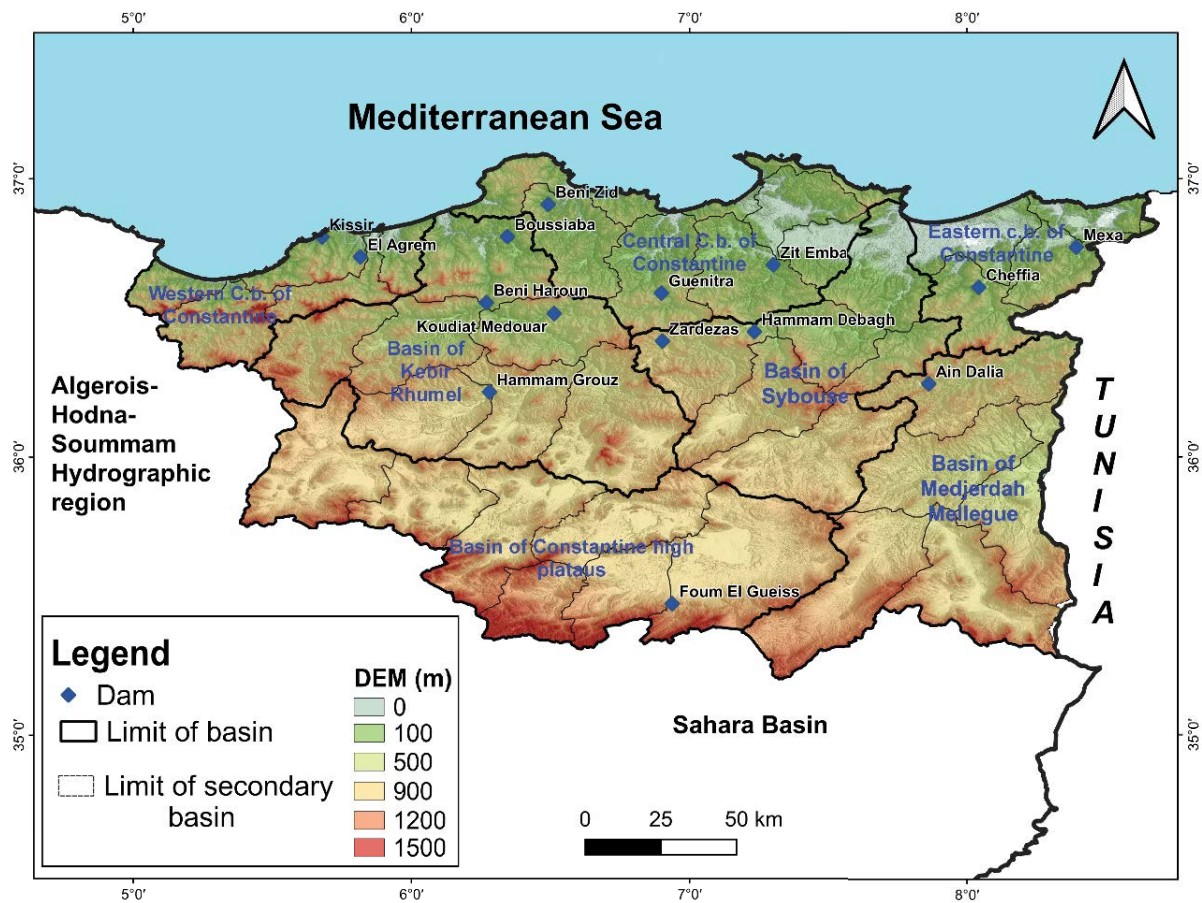 5°0' 6°0' 7°0' 8°0'
Mediterranean Sea
37°0' 37°0'
Beni Zid
Kissir
Boussiaba
El Agrem
Central C.b. of
Constantine
Zit Emba
Eastern c.b. of
Constantine
Mexa
Cheffia
Western C.b. of
Constantine
Guenitra
Beni Haroun
Koudiat Medouar
Zardezas
Hammam Debagh
Basin of
Kebir
Rhumel
Hammam Grouz
Basin of
Sybouse
Ain Dalia
Algerois-
Hodna-
Soummam
Hydrographic
region
TUNISIA
36°0' 36°0'
Basin of
Medjerdah
Mellegue
Basin of Constantine high
plataus
Foum El Gueiss
Legend
Dam
Limit of basin
Limit of secondary
basin
DEM (m)
0
100
500
900
1200
1500
Sahara Basin
35°0' 35°0'
0 25 50 km
5°0' 6°0' 7°0' 8°0'